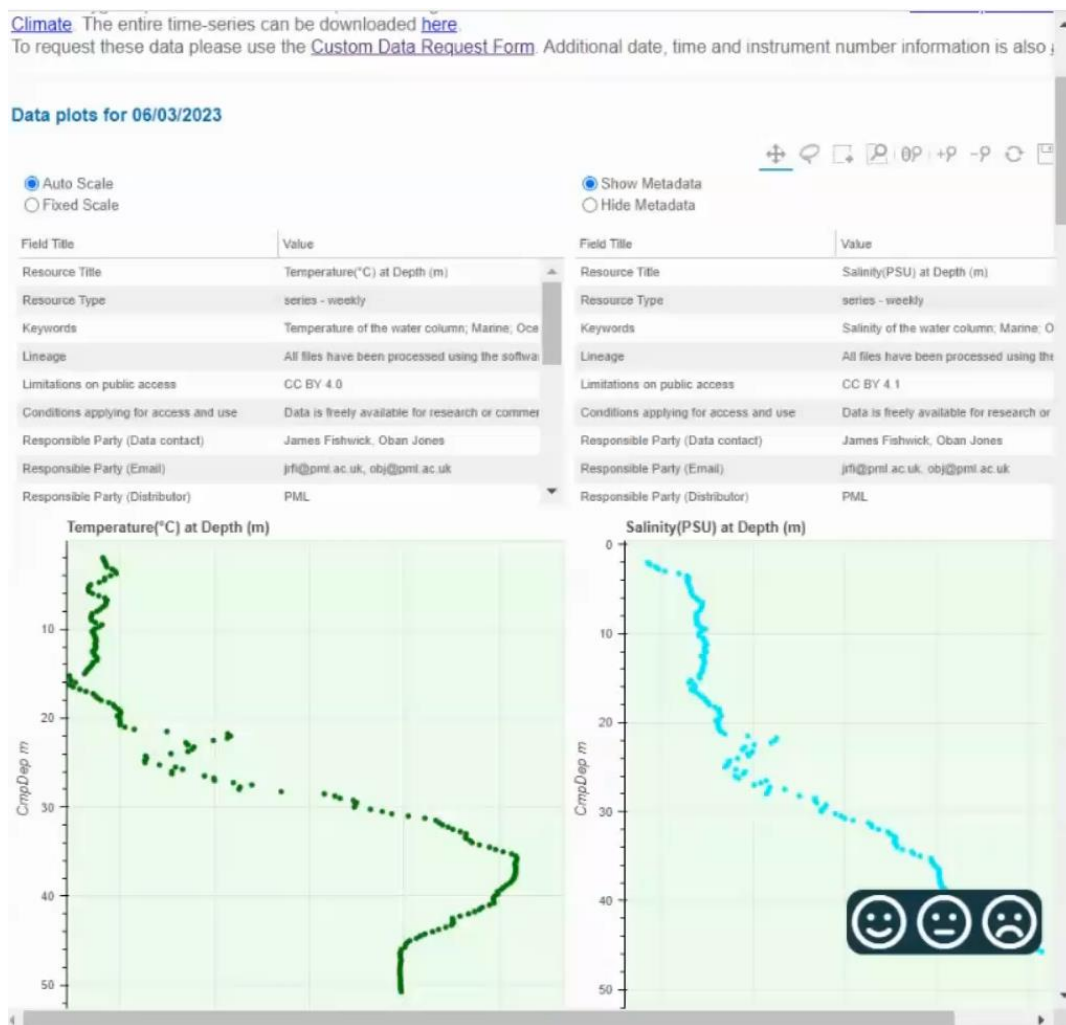 Climate. The entire time-series can be downloaded here.
To request these data please use the Custom Data Request Form. Additional date, time and instrument number information is also
Data plots for 06/03/2023
Auto Scale
Fixed Scale
Show Metadata
Hide Metadata
Field Title Value
Resource Title Temperature(°C) at Depth (m)
Resource Type series - weekly
Keywords Temperature of the water column; Marine; Oce
Lineage All files have been processed using the softwa
Limitations on public access CC BY 4.0
Conditions applying for access and use Data is freely available for research or commer
Responsible Party (Data contact) James Fishwick, Oban Jones
Responsible Party (Email) jrfi@pml.ac.uk, obj@pml.ac.uk
Responsible Party (Distributor) PML
Field Title Value
Resource Title Salinity(PSU) at Depth (m)
Resource Type series - weekly
Keywords Salinity of the water column; Marine; O
Lineage All files have been processed using the
Limitations on public access CC BY 4.1
Conditions applying for access and use Data is freely available for research or
Responsible Party (Data contact) James Fishwick, Oban Jones
Responsible Party (Email) jrfi@pml.ac.uk, obj@pml.ac.uk
Responsible Party (Distributor) PML
Temperature(°C) at Depth (m)
10
20
30
40
50
CmpDep m
Salinity(PSU) at Depth (m)
0
10
20
30
40
50
CmpDep m